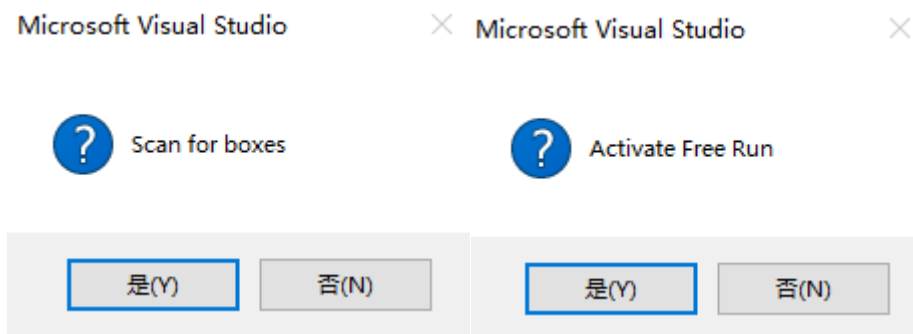 Microsoft Visual Studio
?
Scan for boxes
是(Y)
否(N)
Microsoft Visual Studio
?
Activate Free Run
是(Y)
否(N)